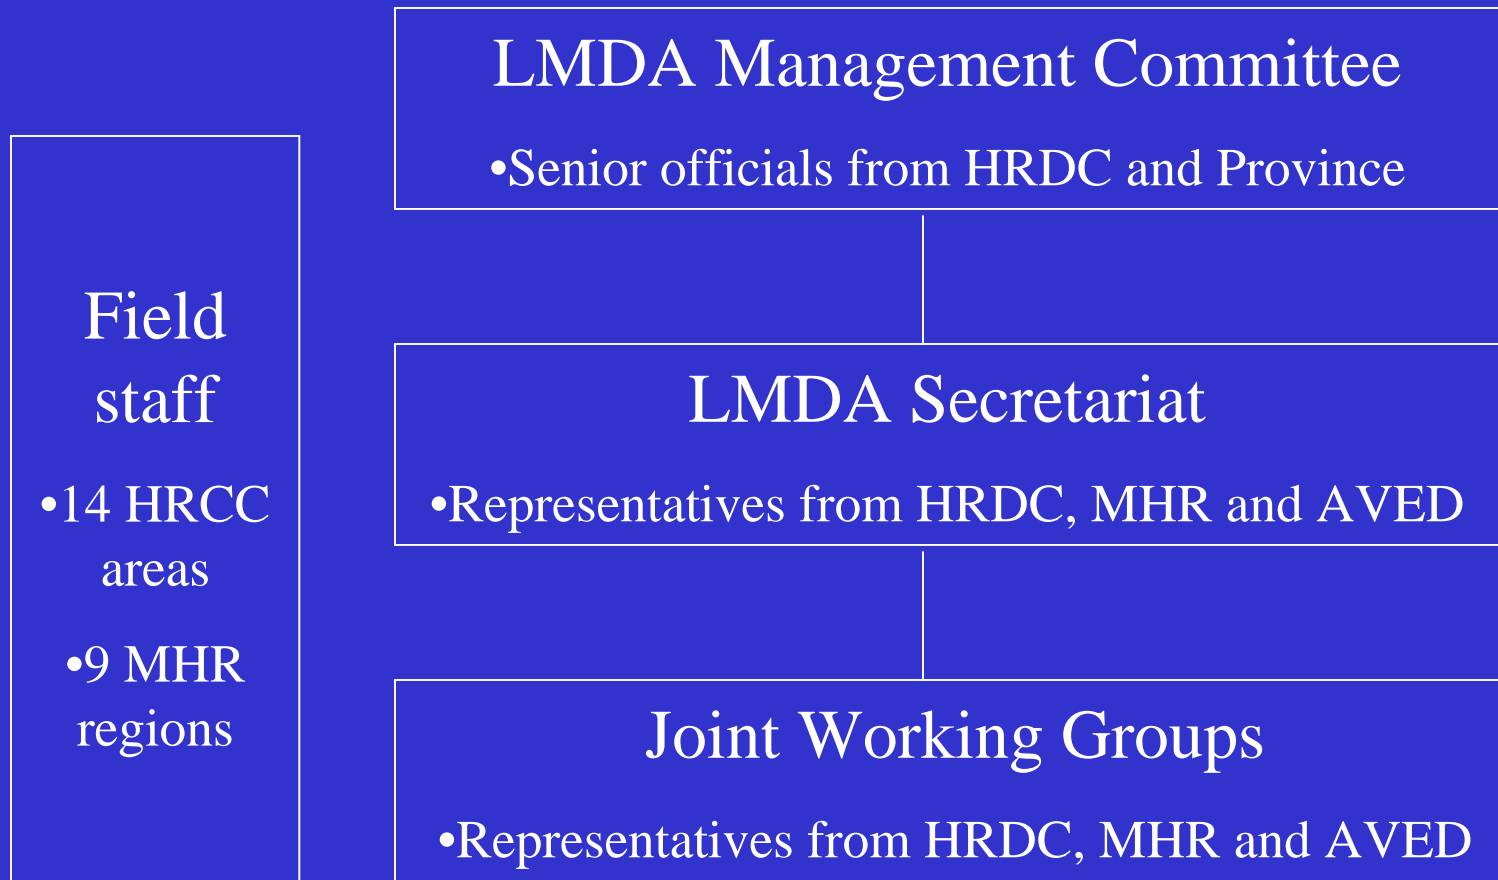 LMDA Management Committee
•Senior officials from HRDC and Province
Field
staff
•14 HRCC
areas
•9 MHR
regions
LMDA Secretariat
•Representatives from HRDC, MHR and AVED
Joint Working Groups
•Representatives from HRDC, MHR and AVED